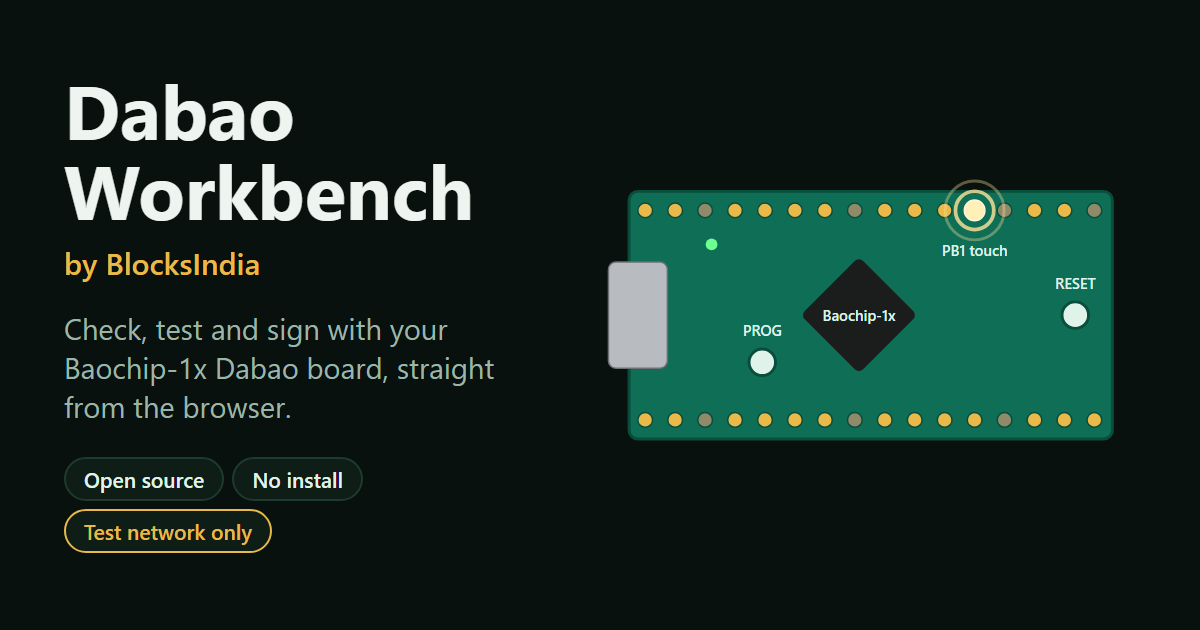 Dabao
Workbench
by BlocksIndia
Check, test and sign with your
Baochip-1x Dabao board, straight
from the browser.
Open source
No install
Test network only
PB1 touch
RESET
Baochip-1x
PROG